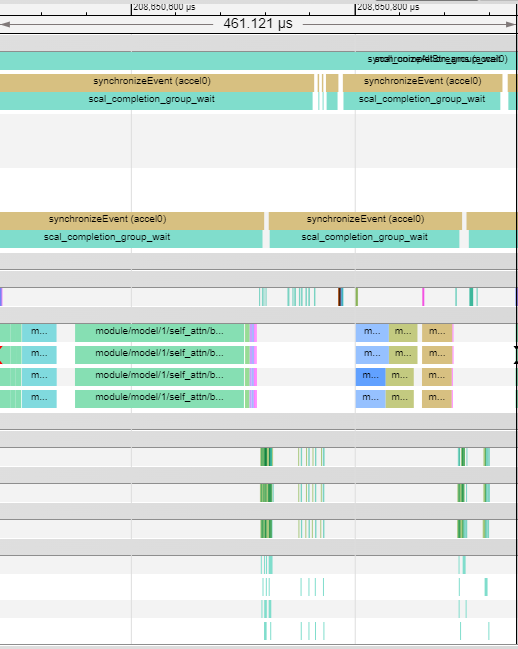 208,650,600 µs 208,650,800 µs
461.121 µs
synchronizeEvent (accel0) synchronizeEvent (accel0)
scal_completion_group_wait scal_completion_group_wait
synchronizeEvent (accel0) synchronizeEvent (accel0)
scal_completion_group_wait scal_completion_group_wait
m... module/model/1/self_attn/b... m... m... m...
m... module/model/1/self_attn/b... m... m... m...
m... module/model/1/self_attn/b... m... m... m...
m... module/model/1/self_attn/b... m... m... m...